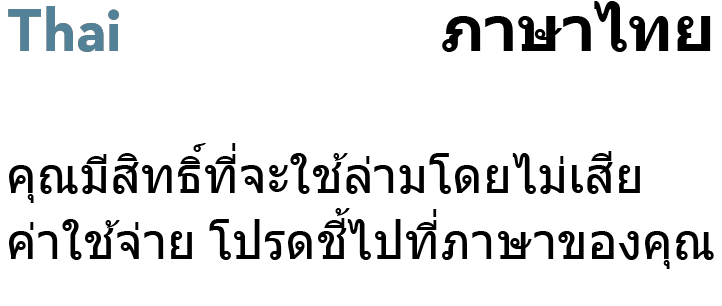 Thai ภาษาไทย
คุณมีสิทธิ์ที่จะใช้ล่ามโดยไม่เสีย
ค่าใช้จ่าย โปรดชี้ไปที่ภาษาของคุณ